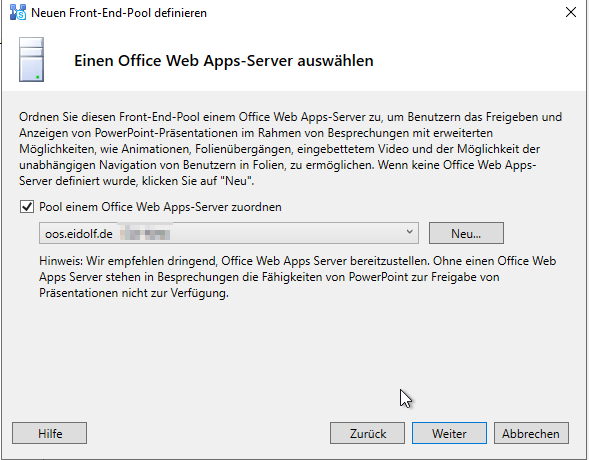 Neuen Front-End-Pool definieren
Einen Office Web Apps-Server auswählen
Ordnen Sie diesen Front-End-Pool einem Office Web Apps-Server zu, um Benutzern das Freigeben und
Anzeigen von PowerPoint-Präsentationen im Rahmen von Besprechungen mit erweiterten
Möglichkeiten, wie Animationen, Folienübergängen, eingebettetem Video und der Möglichkeit der
unabhängigen Navigation von Benutzern in Folien, zu ermöglichen. Wenn keine Office Web Apps-
Server definiert wurde, klicken Sie auf "Neu".
Pool einem Office Web Apps-Server zuordnen
oos.eidolf.de
Neu...
Hinweis: Wir empfehlen dringend, Office Web Apps Server bereitzustellen. Ohne einen Office Web
Apps Server stehen in Besprechungen die Fähigkeiten von PowerPoint zur Freigabe von
Präsentationen nicht zur Verfügung.
Hilfe
Zurück
Weiter
Abbrechen